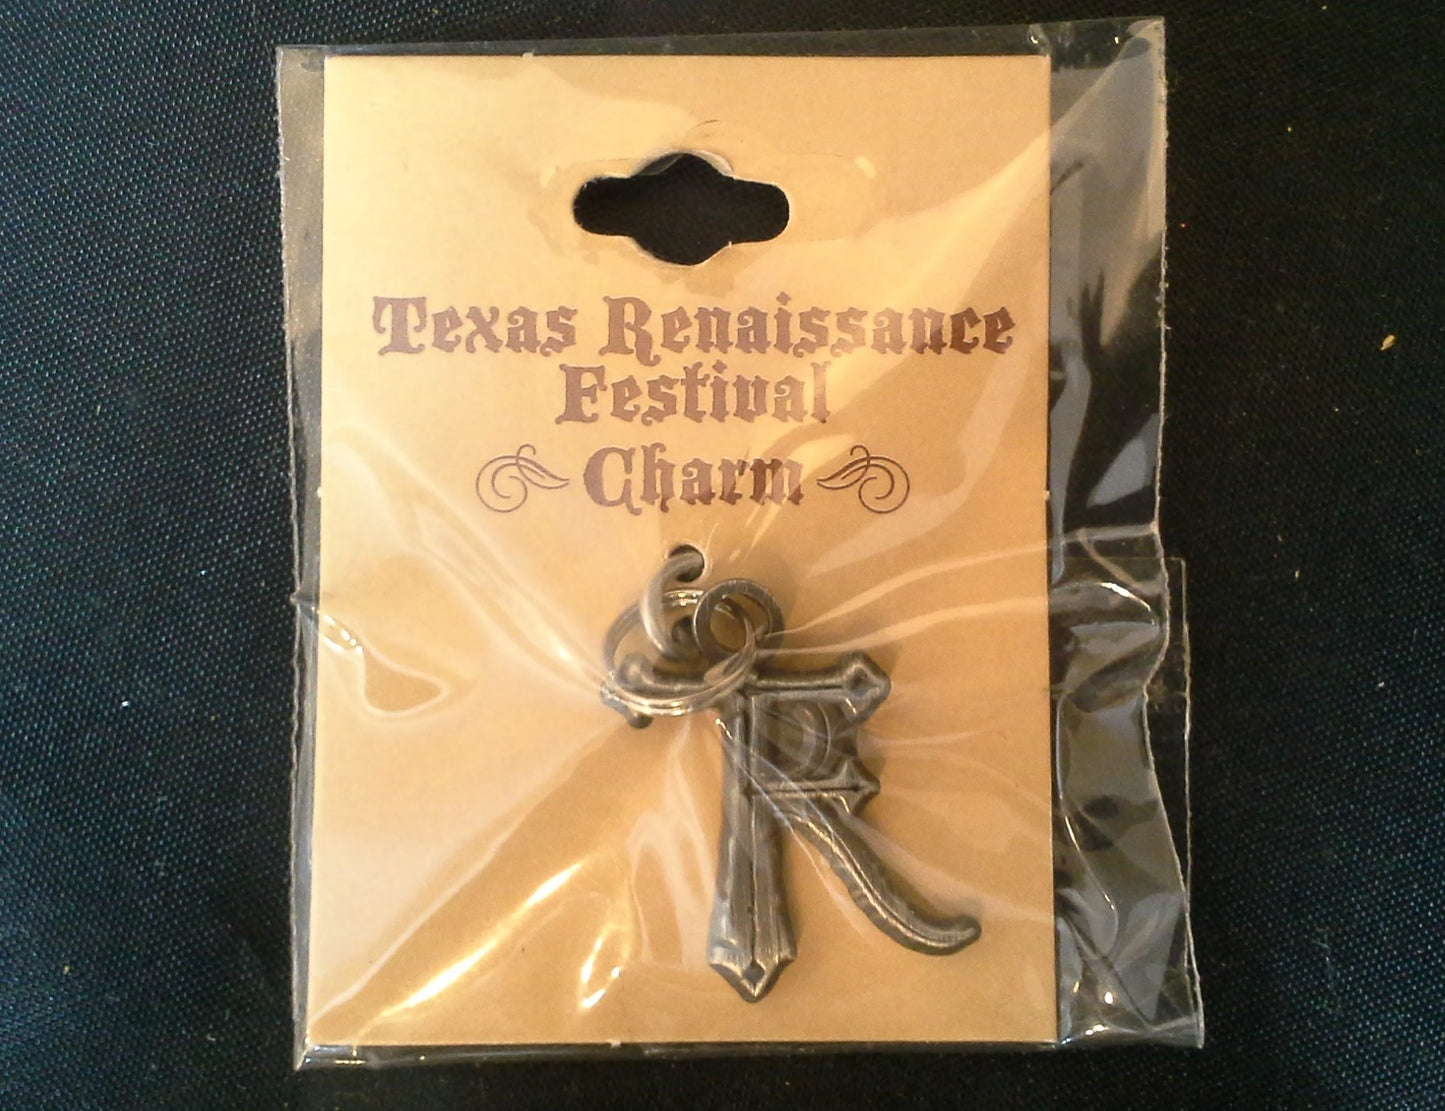 Texas Renaissance
Festival
Charm